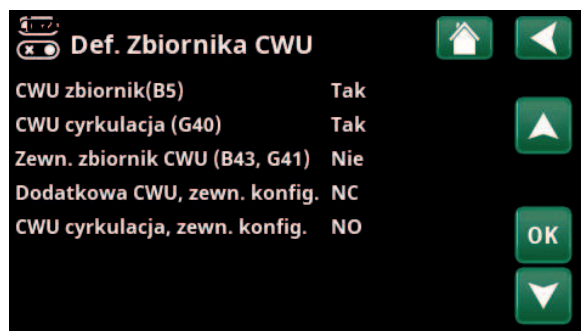 Def. Zbiornika CWU
CWU zbiornik(B5) Tak
CWU cyrkulacja (G40) Tak
Zewn. zbiornik CWU (B43, G41) Nie
Dodatkowa CWU, zewn. konfig. NC
CWU cyrkulacja, zewn. konfig. NO
OK